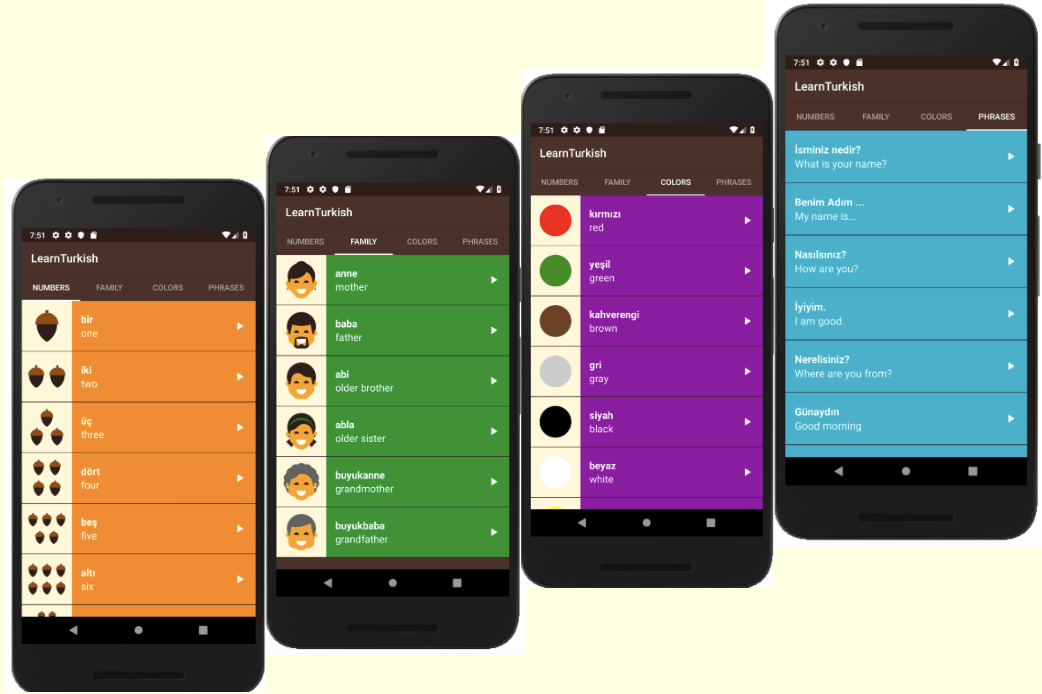 7:51
LearnTurkish
NUMBERS FAMILY COLORS PHRASES
bir
one
iki
two
üç
three
dört
four
beş
five
altı
six
7:51
LearnTurkish
NUMBERS FAMILY COLORS PHRASES
anne
mother
baba
father
abi
older brother
abla
older sister
buyukanne
grandmother
buyukbaba
grandfather
7:51
LearnTurkish
NUMBERS FAMILY COLORS PHRASES
kırmızı
red
yeşil
green
kahverengi
brown
gri
gray
siyah
black
beyaz
white
7:51
LearnTurkish
NUMBERS FAMILY COLORS PHRASES
İsminiz nedir?
What is your name?
Benim Adım ...
My name is...
Nasılsınız?
How are you?
İyiyim.
I am good.
Nerelisiniz?
Where are you from?
Günaydın
Good morning